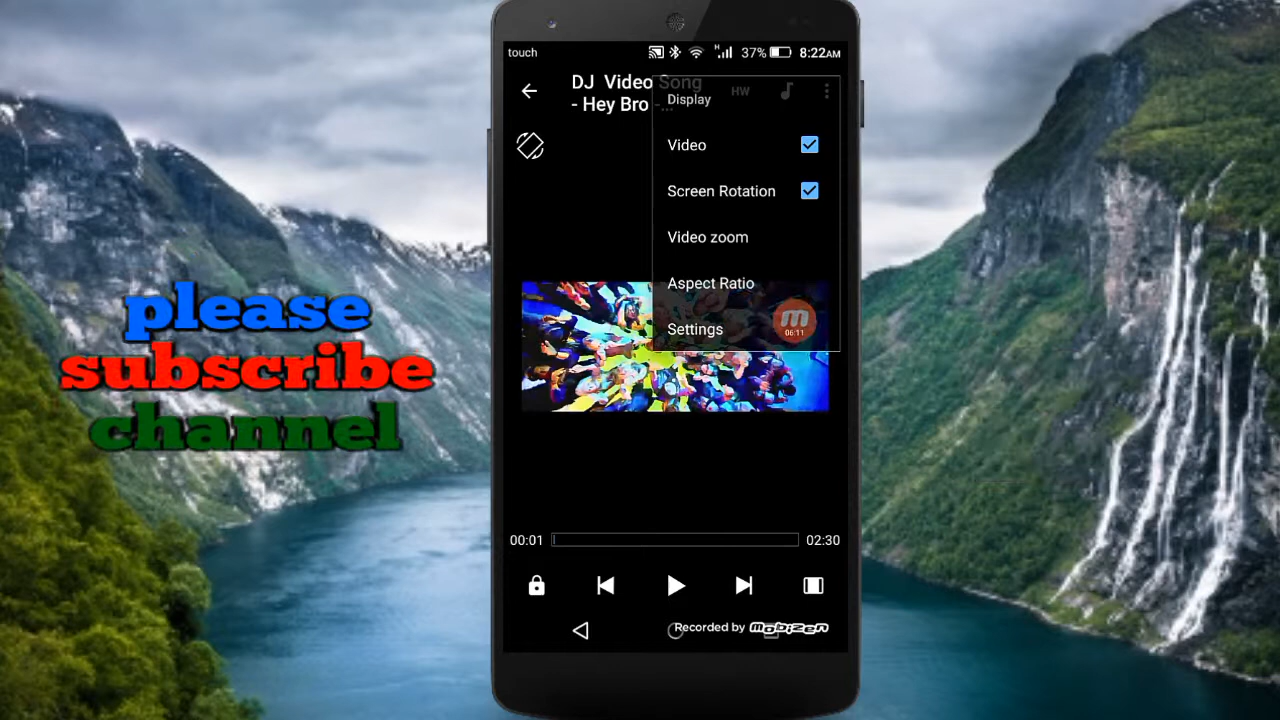 touch
H
37%
8:22AM
DJ Video Song
- Hey Bro -...
HW
Display
Video
Screen Rotation
Video zoom
Aspect Ratio
Settings
06:11
please
subscribe
channel
00:01
02:30
Recorded by mobizen